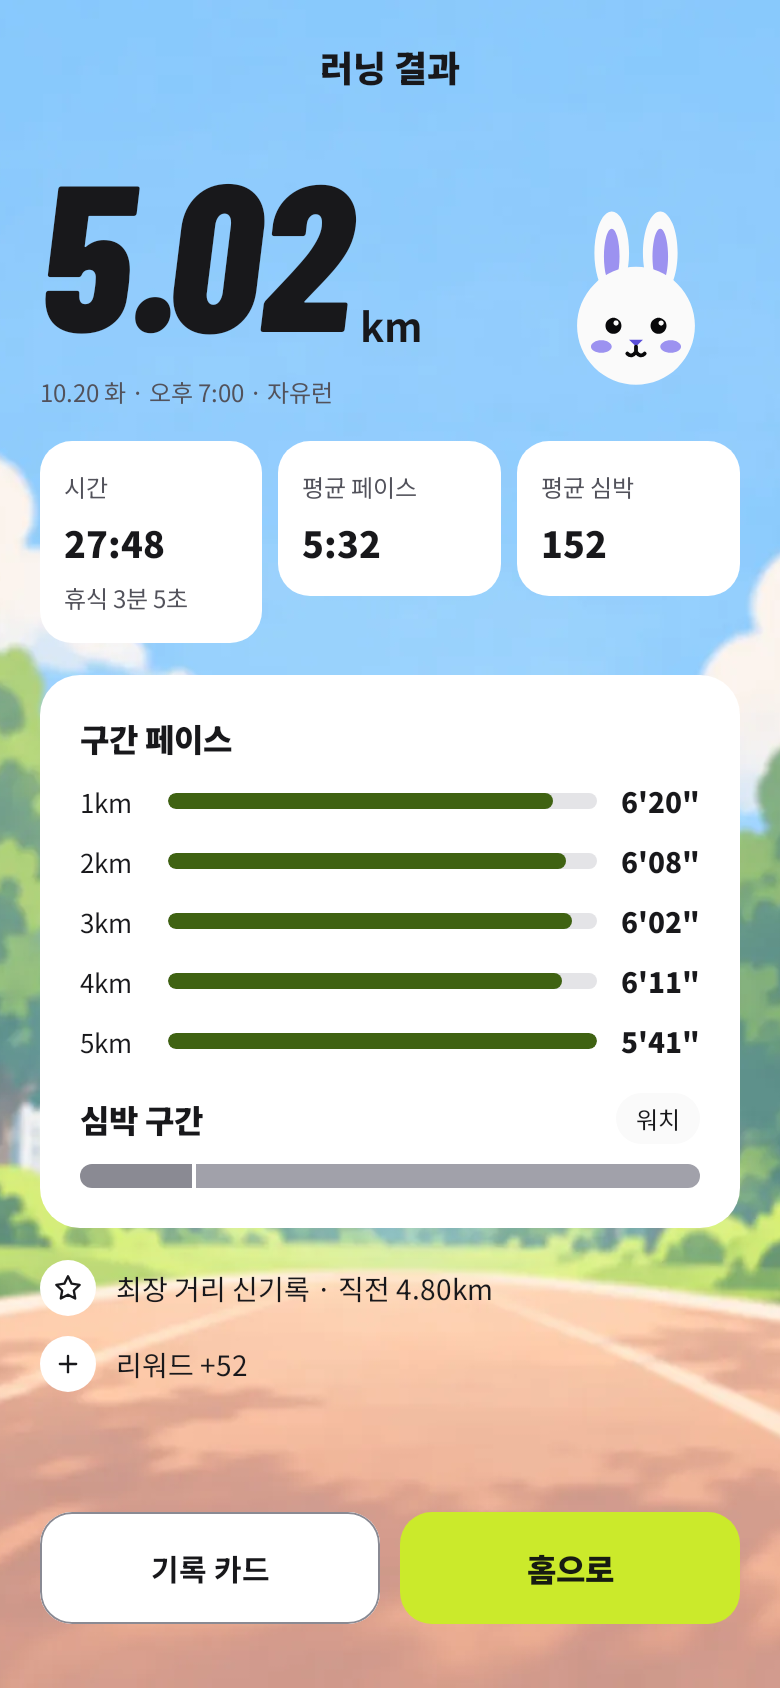 러닝 결과
5.02 km
10.20 화 · 오후 7:00 · 자유런
시간
27:48
휴식 3분 5초
평균 페이스
5:32
평균 심박
152
구간 페이스
1km 6'20"
2km 6'08"
3km 6'02"
4km 6'11"
5km 5'41"
심박 구간 워치
최장 거리 신기록 · 직전 4.80km
리워드 +52
기록 카드
홈으로